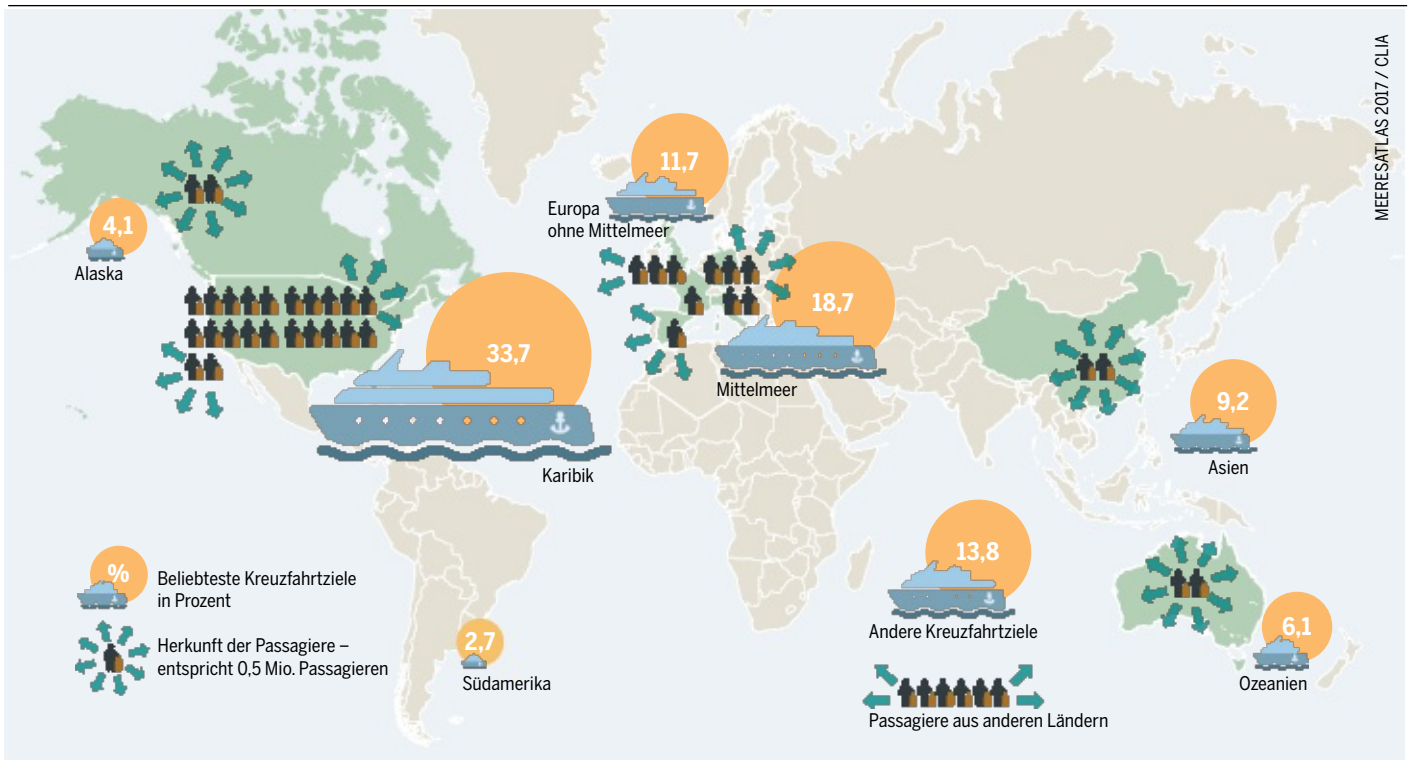 MEERESATLAS 2017 / CLIA
11,7
Europa
ohne Mittelmeer
4,1
Alaska
18,7
Mittelmeer
33,7
Karibik
9,2
Asien
13,8
Andere Kreuzfahrtziele
6,1
Ozeanien
2,7
Südamerika
%
Beliebteste Kreuzfahrtziele
in Prozent
Herkunft der Passagiere –
entspricht 0,5 Mio. Passagieren
Passagiere aus anderen Ländern